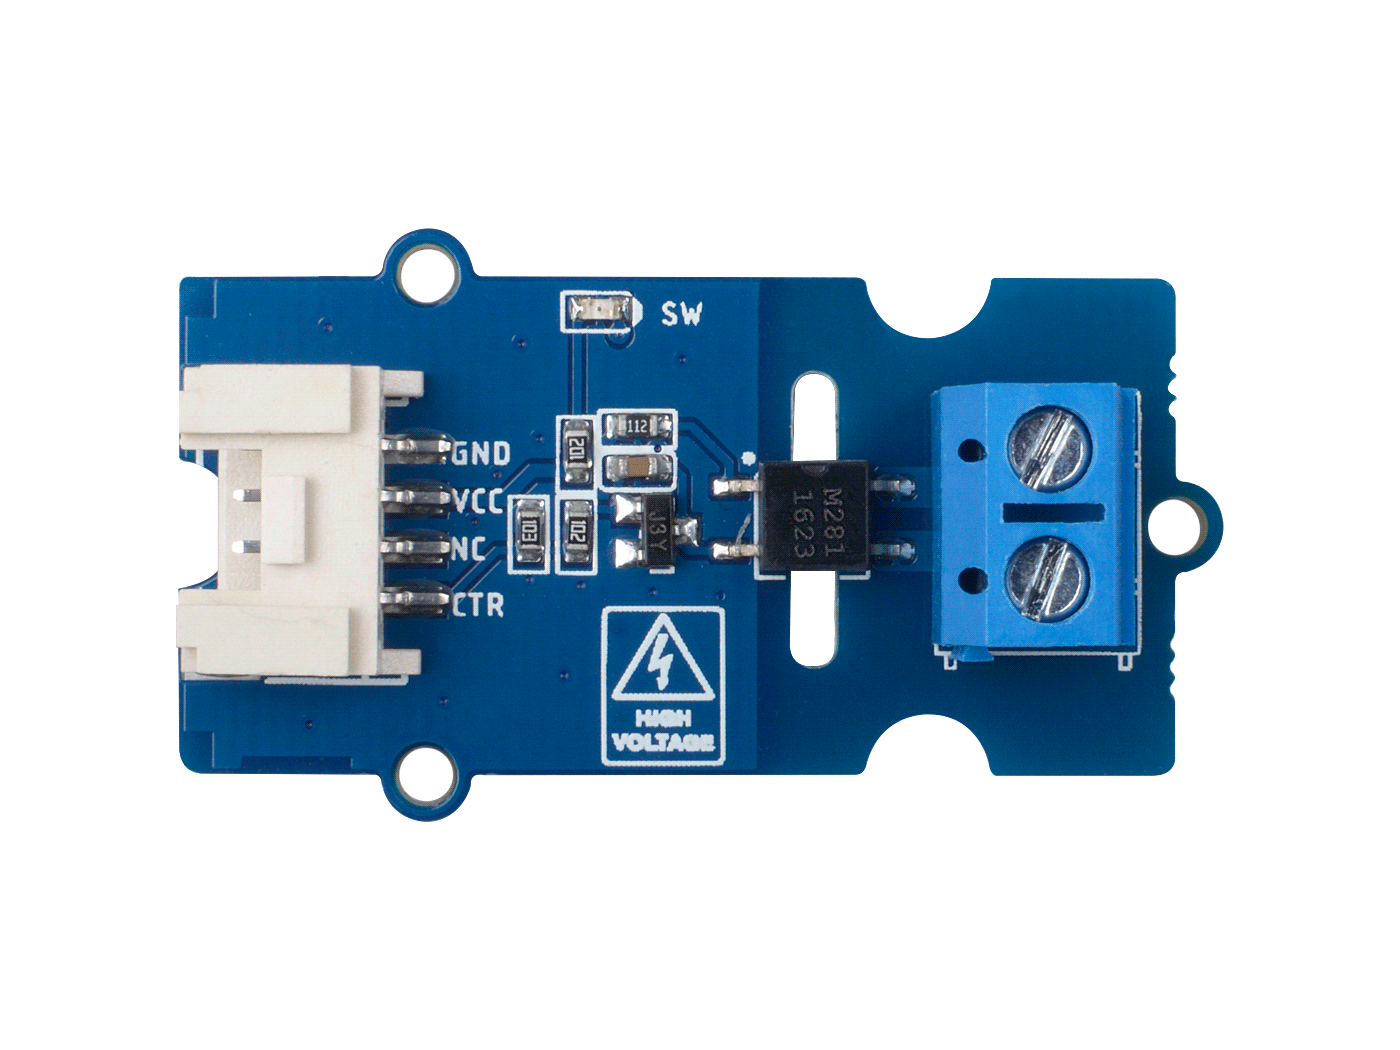 SW
GND
VCC
NC
CTR
112
102
103
102
J3Y
M281
1623
HIGH
VOLTAGE